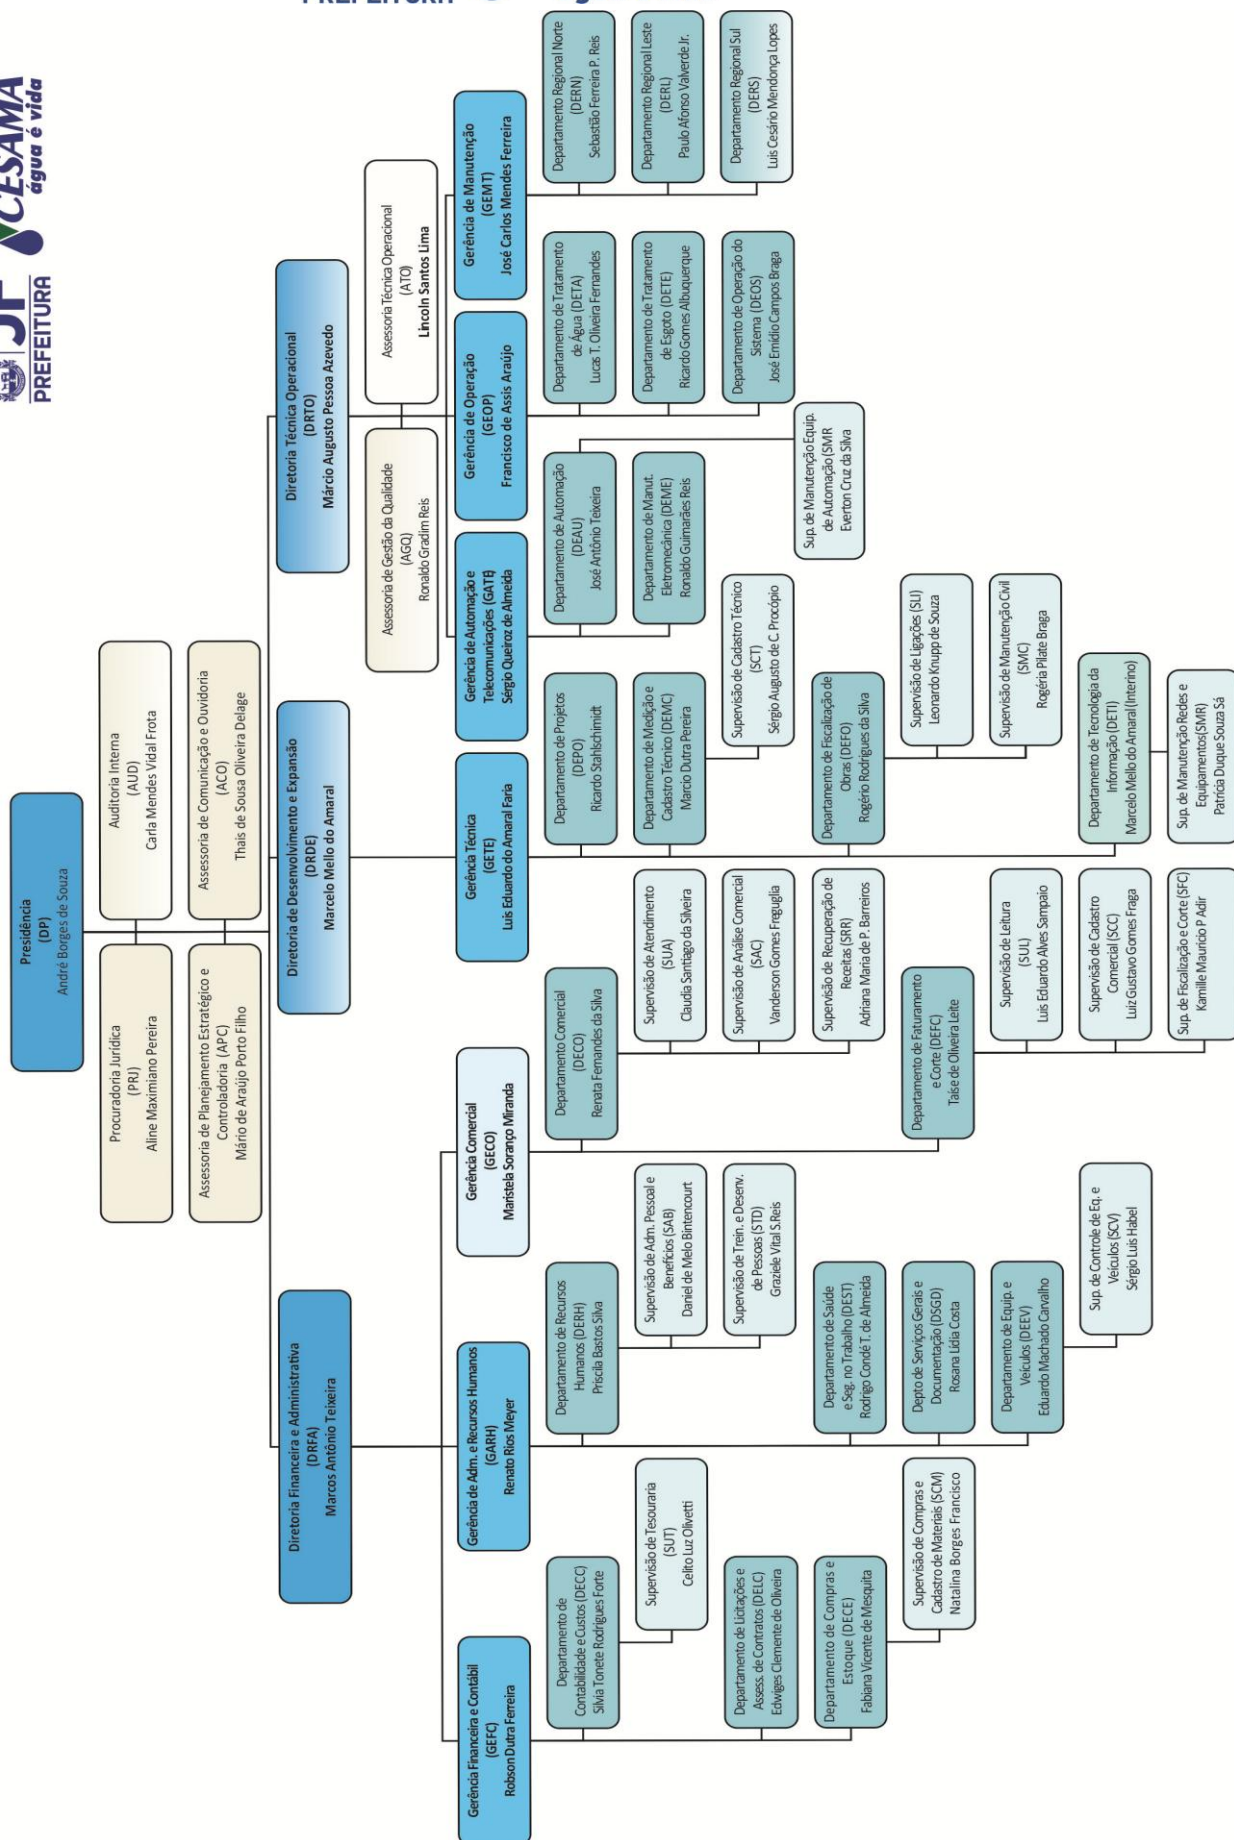 PREFEITURA
JF
PREFEITURA
CESAMA
água é vida
Presidência
(DP)
André Borges de Souza
Procuradoria Jurídica
(PRJ)
Aline Maximiano Pereira
Auditoria Interna
(AUD)
Carla Mendes Vidal Frota
Assessoria de Planejamento Estratégico e
Controladoria (APC)
Mário de Araújo Porto Filho
Assessoria de Comunicação e Ouvidoria
(ACO)
Thais de Sousa Oliveira Delage
Diretoria Financeira e Administrativa
(DRFA)
Marcos Antônio Teixeira
Diretoria de Desenvolvimento e Expansão
(DRDE)
Marcelo Mello do Amaral
Diretoria Técnica Operacional
(DRTO)
Márcio Augusto Pessoa Azevedo
Assessoria de Gestão da Qualidade
(AGQ)
Ronaldo Gradim Reis
Assessoria Técnica Operacional
(ATO)
Lincoln Santos Lima
Gerência Financeira e Contábil
(GEFC)
Robson Dutra Ferreira
Gerência de Adm. e Recursos Humanos
(GARH)
Renato Rios Meyer
Gerência Comercial
(GECO)
Maristela Soranço Miranda
Gerência Técnica
(GETE)
Luis Eduardo do Amaral Faria
Gerência de Automação e
Telecomunicações (GATE)
Sérgio Queiroz de Almeida
Gerência de Operação
(GEOP)
Francisco de Assis Araújo
Gerência de Manutenção
(GEMT)
José Carlos Mendes Ferreira
Departamento de
Contabilidade e Custos (DECC)
Silvia Tonete Rodrigues Forte
Supervisão de Tesouraria
(SUT)
Celito Luz Olivetti
Departamento de Licitações e
Assess. de Contratos (DELC)
Edwiges Clemente de Oliveira
Departamento de Compras e
Estoque (DECE)
Fabiana Vicente de Mesquita
Supervisão de Compras e
Cadastro de Materiais (SCM)
Natalina Borges Francisco
Departamento de Recursos
Humanos (DERH)
Priscila Bastos Silva
Supervisão de Adm. Pessoal e
Benefícios (SAB)
Daniel de Melo Bintencourt
Supervisão de Trein. e Desenv.
de Pessoas (STD)
Graziele Vital S.Reis
Departamento de Saúde
e Seg. no Trabalho (DEST)
Rodrigo Condé T. de Almeida
Depto de Serviços Gerais e
Documentação (DSGD)
Rosana Lídia Costa
Departamento de Equip. e
Veículos (DEEV)
Eduardo Machado Carvalho
Sup. de Controle de Eq. e
Veículos (SCV)
Sérgio Luis Habel
Departamento Comercial
(DECO)
Renata Fernandes da Silva
Supervisão de Atendimento
(SUA)
Claudia Santiago da Silveira
Supervisão de Análise Comercial
(SAC)
Vanderson Gomes Freguglia
Supervisão de Recuperação de
Receitas (SRR)
Adriana Maria de P. Barreiros
Departamento de Faturamento
e Corte (DEFC)
Taíse de Oliveira Leite
Supervisão de Leitura
(SUL)
Luis Eduardo Alves Sampaio
Supervisão de Cadastro
Comercial (SCC)
Luiz Gustavo Gomes Fraga
Sup. de Fiscalização e Corte (SFC)
Kamille Mauricio P Adir
Departamento de Projetos
(DEPO)
Ricardo Stahlschimidt
Departamento de Medição e
Cadastro Técnico (DEMC)
Marcio Dutra Pereira
Supervisão de Cadastro Técnico
(SCT)
Sérgio Augusto de C. Procópio
Departamento de Fiscalização de
Obras (DEFO)
Rogério Rodrigues da Silva
Supervisão de Ligações (SLI)
Leonardo Knupp de Souza
Supervisão de Manutenção Civil
(SMC)
Rogéria Pilate Braga
Departamento de Tecnologia da
Informação (DETI)
Marcelo Mello do Amaral (Interino)
Sup. de Manutenção Redes e
Equipamentos(SMR)
Patrícia Duque Souza Sá
Departamento de Automação
(DEAU)
José Antônio Teixeira
Departamento de Manut.
Eletromecânica (DEME)
Ronaldo Guimarães Reis
Sup. de Manutenção Equip.
de Automação (SMR
Everton Cruz da Silva
Departamento de Tratamento
de Água (DETA)
Lucas T. Oliveira Fernandes
Departamento de Tratamento
de Esgoto (DETE)
Ricardo Gomes Albuquerque
Departamento de Operação do
Sistema (DEOS)
José Emídio Campos Braga
Departamento Regional Norte
(DERN)
Sebastião Ferreira P. Reis
Departamento Regional Leste
(DERL)
Paulo Afonso Valverde Jr.
Departamento Regional Sul
(DERS)
Luis Cesário Mendonça Lopes